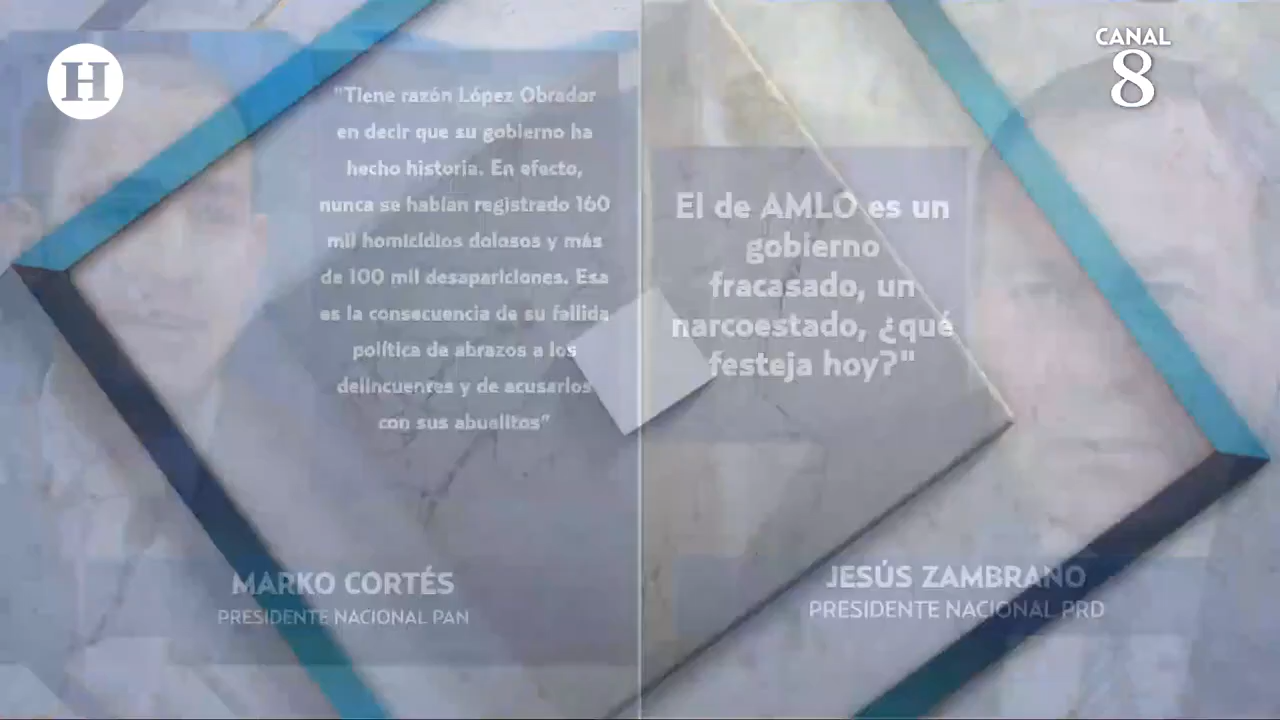 H
CANAL
8
"Tiene razón López Obrador
en decir que su gobierno ha
hecho historia. En efecto,
nunca se habían registrado 160
mil homicidios dolosos y más
de 100 mil desapariciones. Esa
es la consecuencia de su fallida
política de abrazos a los
delincuentes y de acusarlos
con sus abuelitos"
MARKO CORTÉS
PRESIDENTE NACIONAL PAN
El de AMLO es un
gobierno
fracasado, un
narcoestado, ¿qué
festeja hoy?"
JESÚS ZAMBRANO
PRESIDENTE NACIONAL PRD